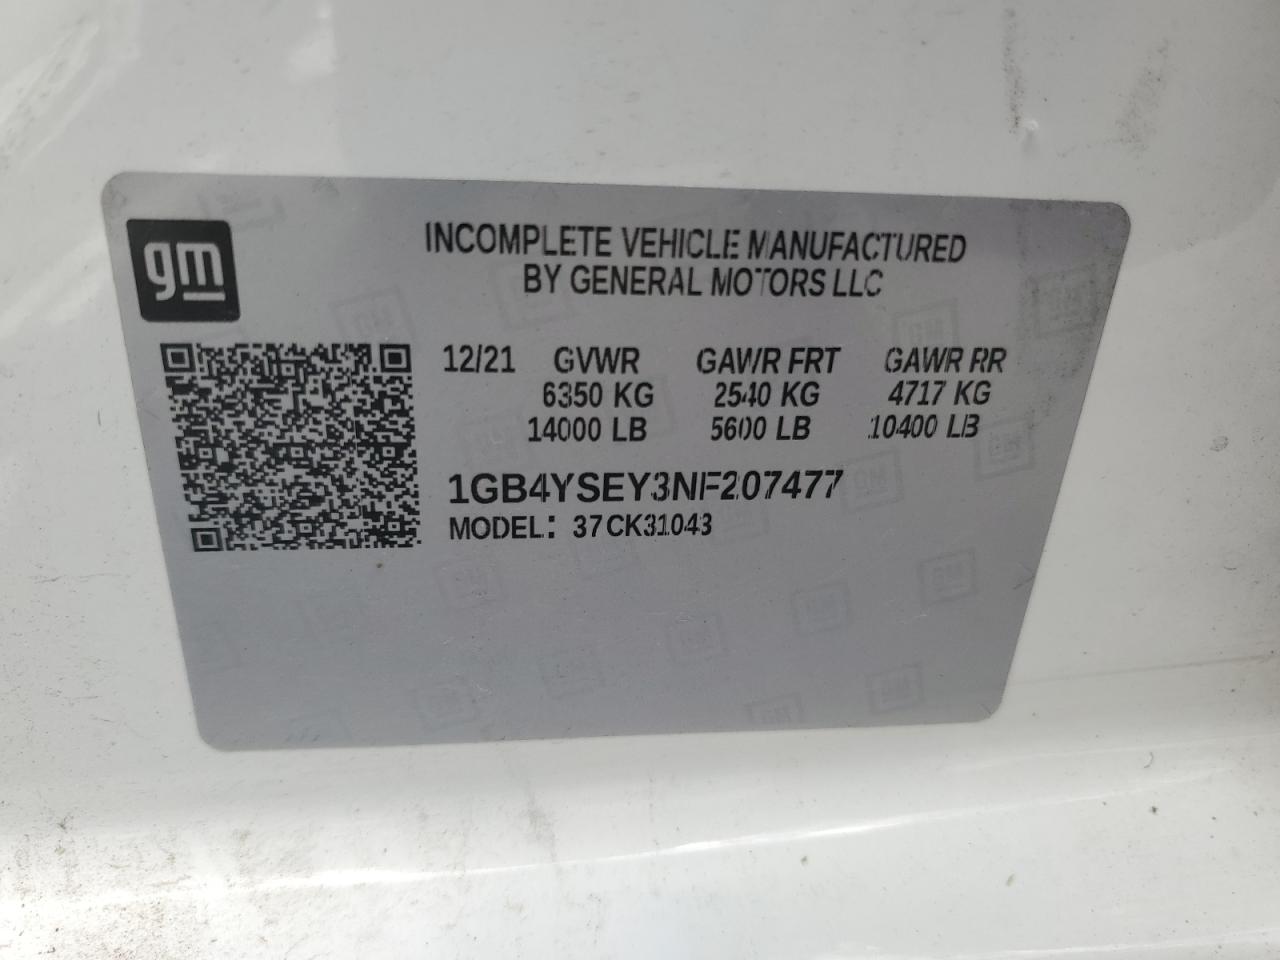 gm
INCOMPLETE VEHICLE MANUFACTURED
BY GENERAL MOTORS LLC
12/21 GVWR GAWR FRT GAWR RR
6350 KG 2540 KG 4717 KG
14000 LB 5600 LB 10400 LB
1GB4YSEY3NF207477
MODEL: 37CK31043